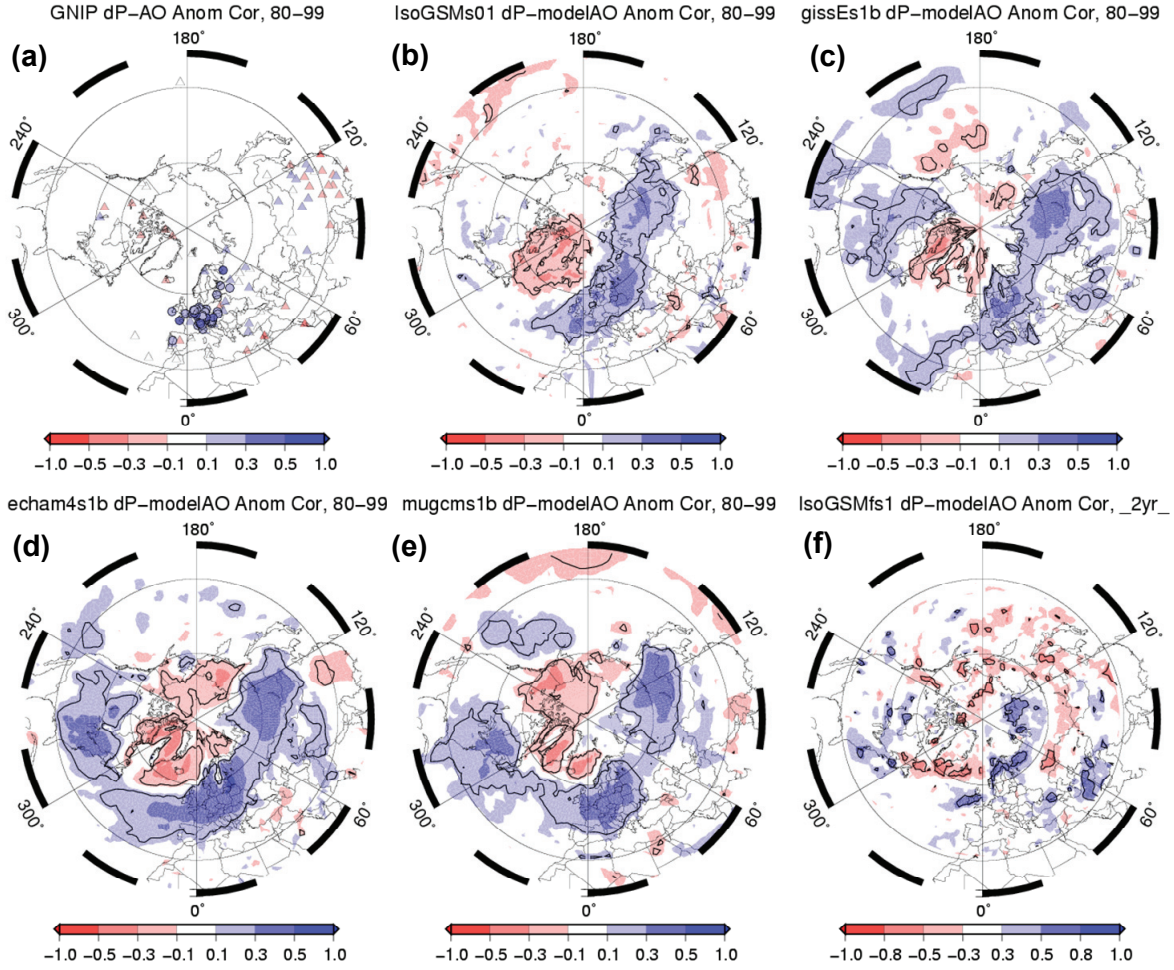 GNIP dP-AO Anom Cor, 80-99
IsoGSMs01 dP-modelAO Anom Cor, 80-99
gissEs1b dP-modelAO Anom Cor, 80-99
(a)
180°
240°
120°
300°
60°
0°
-1.0 -0.5 -0.3 -0.1 0.1 0.3 0.5 1.0
(b)
180°
240°
120°
300°
60°
0°
-1.0 -0.5 -0.3 -0.1 0.1 0.3 0.5 1.0
(c)
180°
240°
120°
300°
60°
0°
-1.0 -0.5 -0.3 -0.1 0.1 0.3 0.5 1.0
echam4s1b dP-modelAO Anom Cor, 80-99
mugcms1b dP-modelAO Anom Cor, 80-99
IsoGSMfs1 dP-modelAO Anom Cor, _2yr_
(d)
180°
240°
120°
300°
60°
0°
-1.0 -0.5 -0.3 -0.1 0.1 0.3 0.5 1.0
(e)
180°
240°
120°
300°
60°
0°
-1.0 -0.5 -0.3 -0.1 0.1 0.3 0.5 1.0
(f)
180°
240°
120°
300°
60°
0°
-1.0 -0.8 -0.5 -0.3 0.3 0.5 0.8 1.0